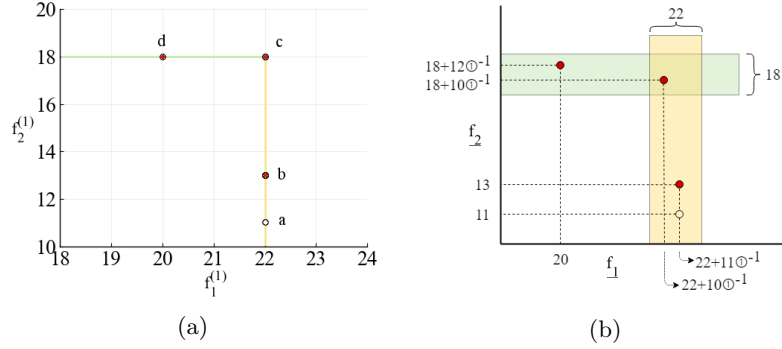 20
18
16
14
12
10
18
19
20
21
22
23
24
f₂⁽¹⁾
f₁⁽¹⁾
d
c
b
a
(a)
22
18+12①⁻¹
18+10①⁻¹
18
f₂
13
11
20
f₁
22+11①⁻¹
22+10①⁻¹
(b)